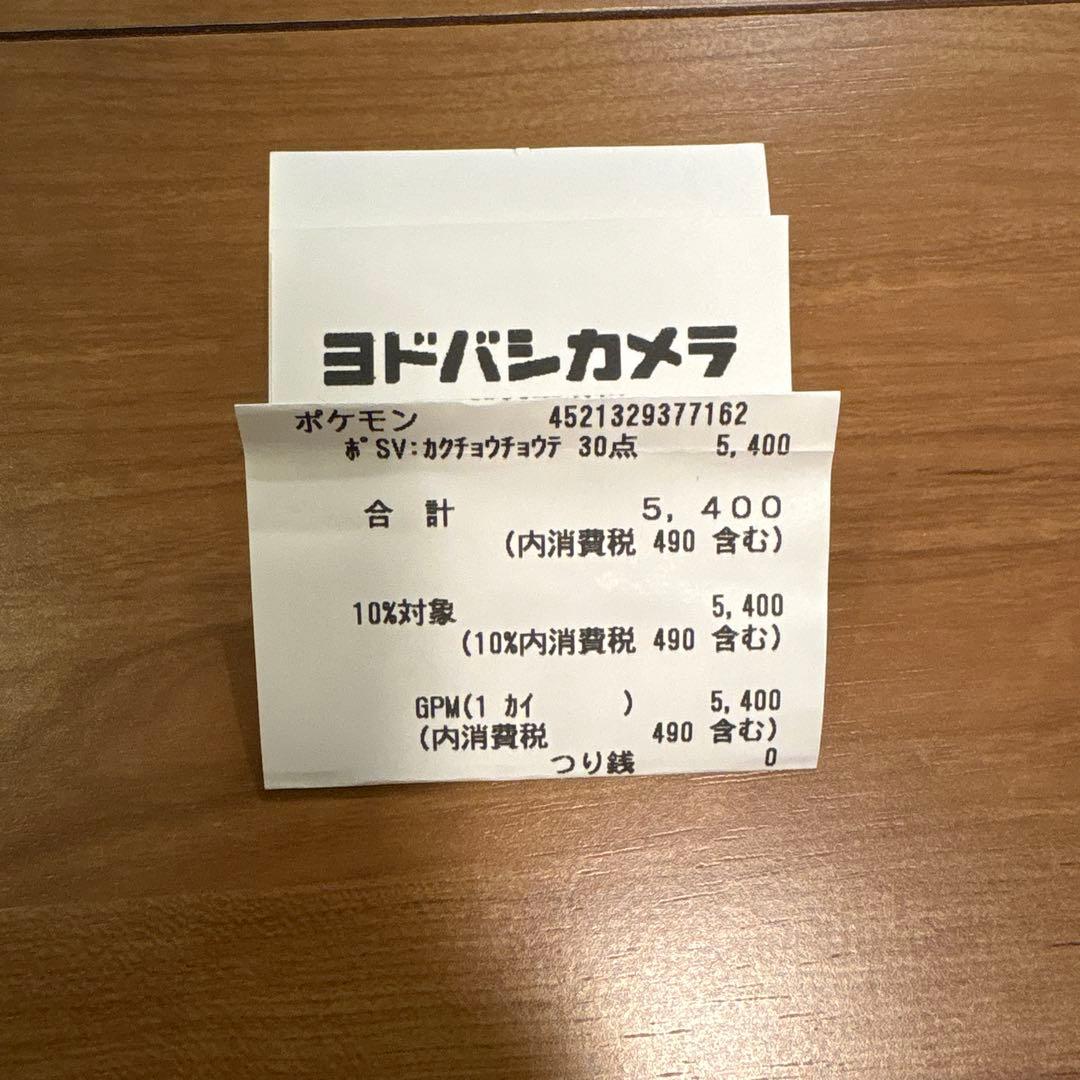 ヨドバシカメラ
ポケモン 4521329377162
ﾎﾟSV:ｶｸﾁｮｳﾁｮｳﾃ 30点 5,400
合 計 5,400
(内消費税 490 含む)
10%対象 5,400
(10%内消費税 490 含む)
GPM(1 ｶｲ ) 5,400
(内消費税 490 含む)
つり銭 0